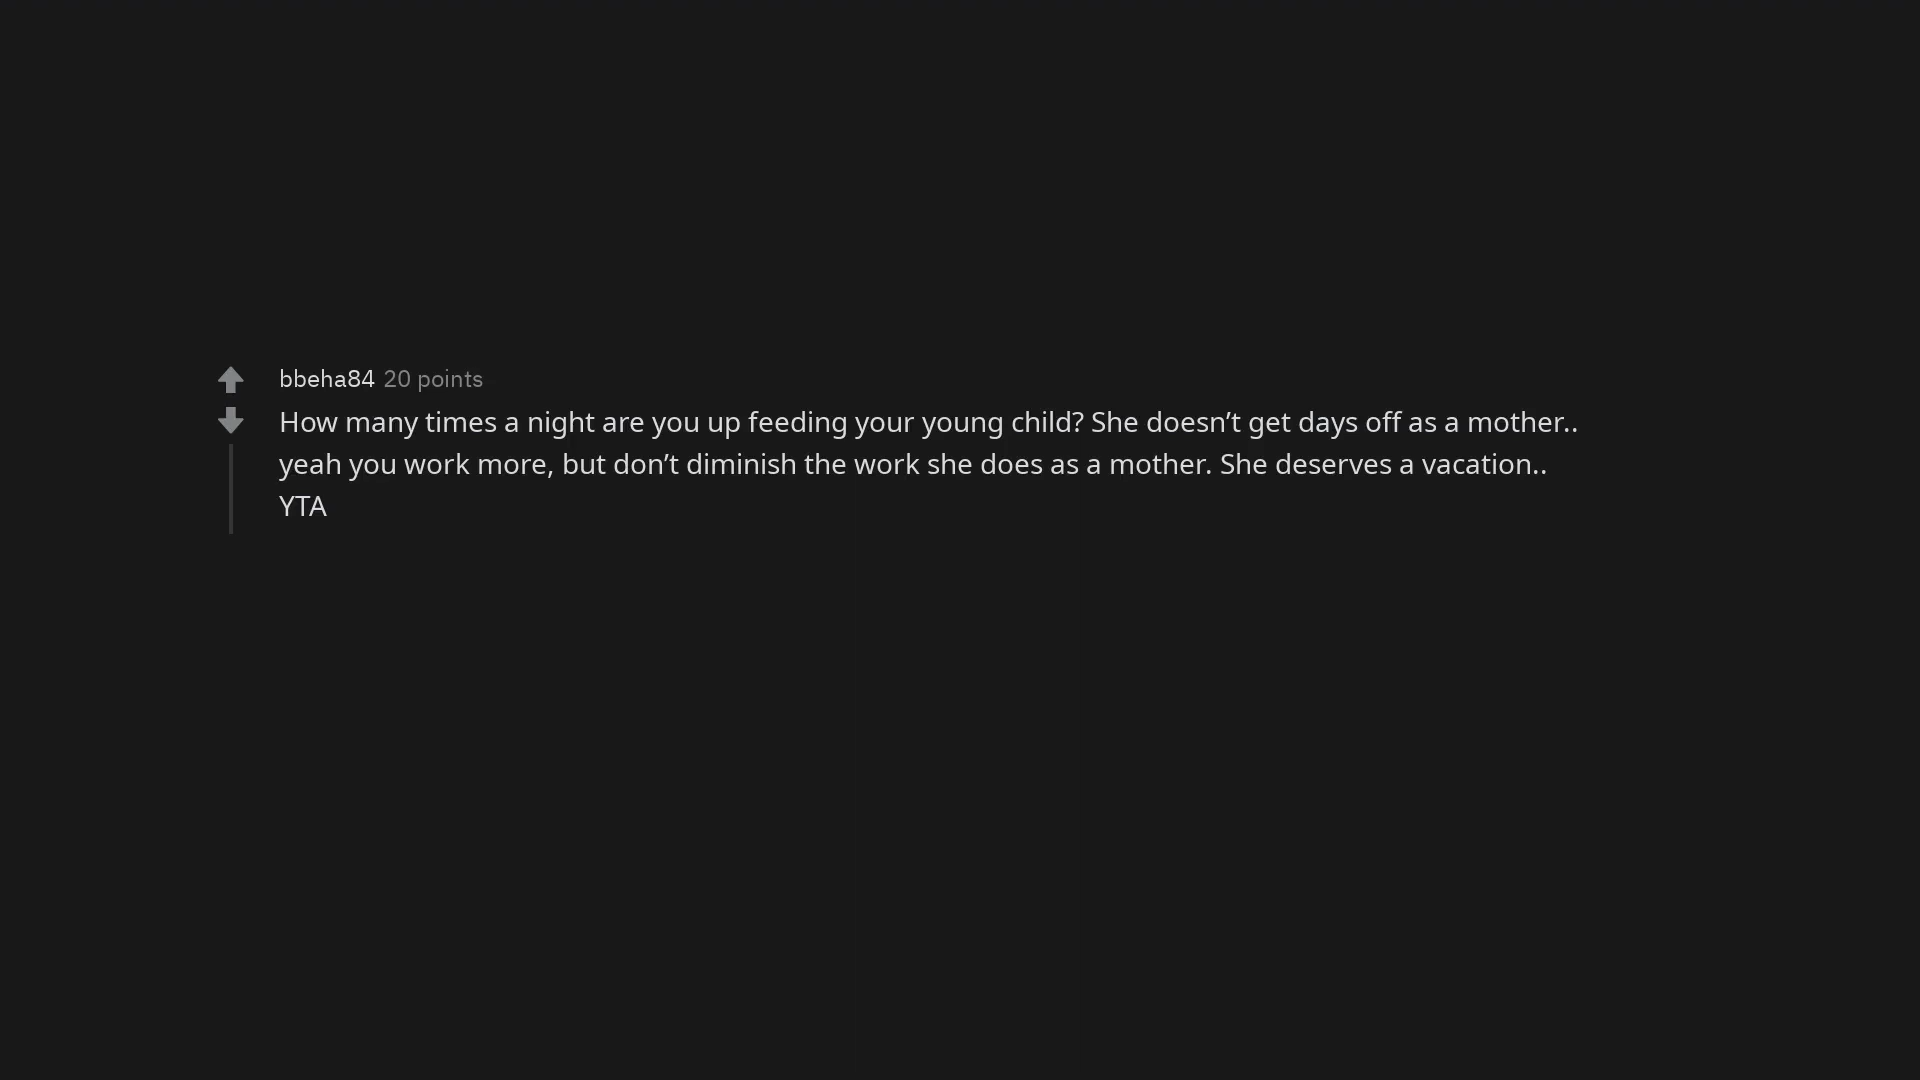 bbeha84 20 points
How many times a night are you up feeding your young child? She doesn’t get days off as a mother..
yeah you work more, but don’t diminish the work she does as a mother. She deserves a vacation..
YTA